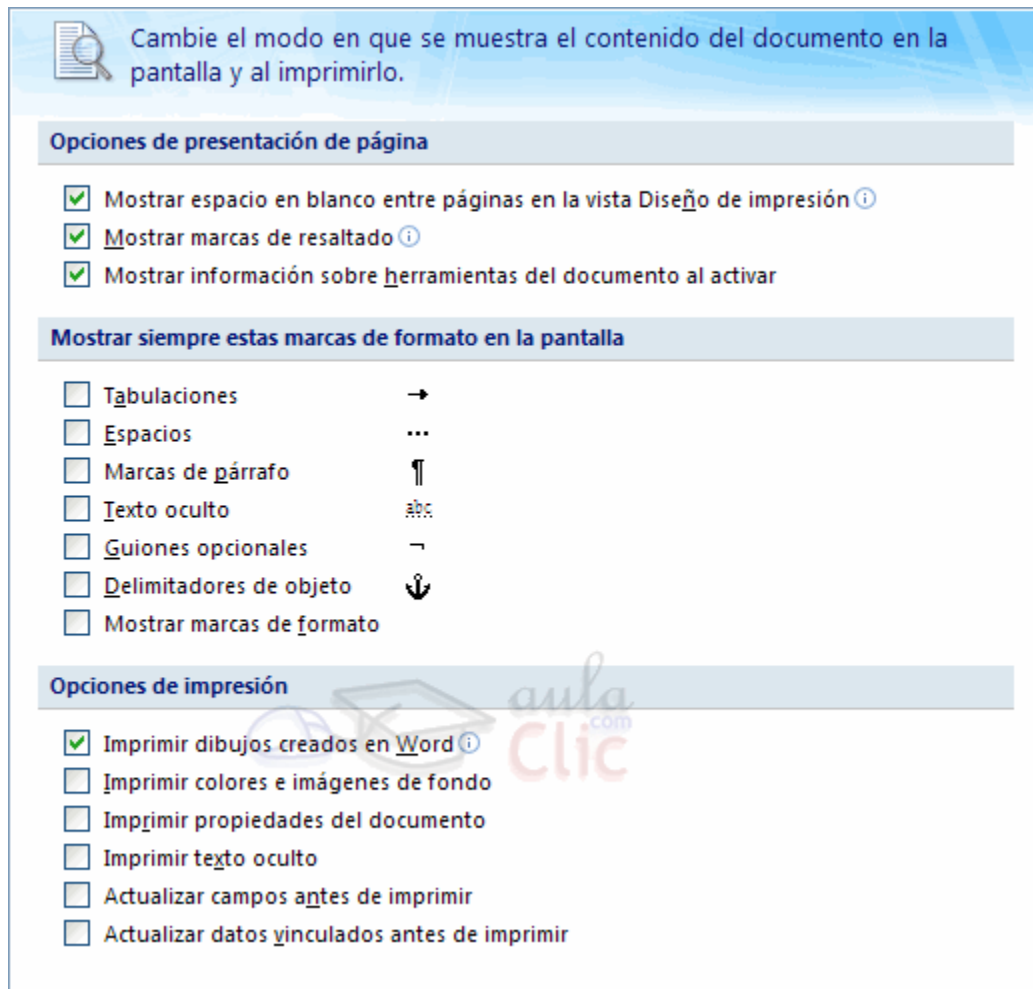 Cambie el modo en que se muestra el contenido del documento en la
pantalla y al imprimirlo.
Opciones de presentación de página
Mostrar espacio en blanco entre páginas en la vista Diseño de impresión
Mostrar marcas de resaltado
Mostrar información sobre herramientas del documento al activar
Mostrar siempre estas marcas de formato en la pantalla
Tabulaciones →
Espacios ...
Marcas de párrafo ¶
Texto oculto abc
Guiones opcionales ¬
Delimitadores de objeto
Mostrar marcas de formato
Opciones de impresión
aula
.com
Clic
Imprimir dibujos creados en Word
Imprimir colores e imágenes de fondo
Imprimir propiedades del documento
Imprimir texto oculto
Actualizar campos antes de imprimir
Actualizar datos vinculados antes de imprimir